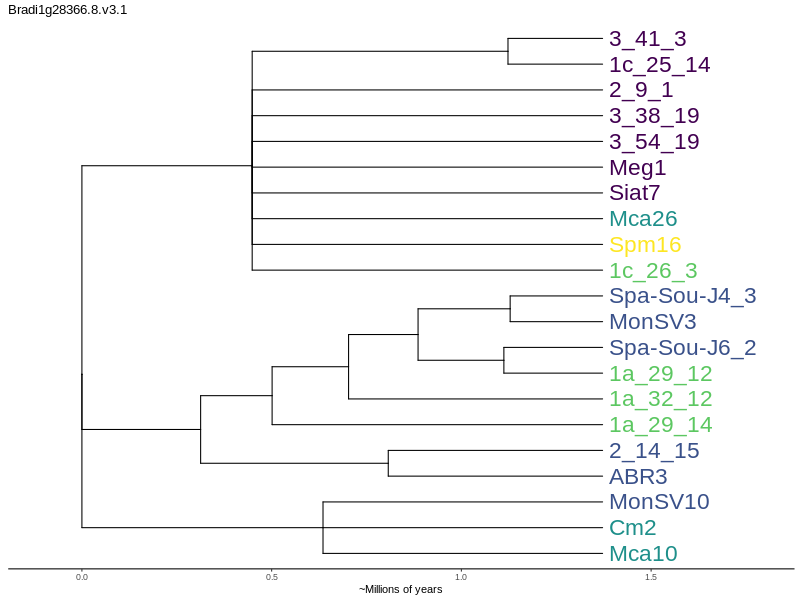 Bradi1g28366.8.v3.1
3_41_3
1c_25_14
2_9_1
3_38_19
3_54_19
Meg1
Siat7
Mca26
Spm16
1c_26_3
Spa-Sou-J4_3
MonSV3
Spa-Sou-J6_2
1a_29_12
1a_32_12
1a_29_14
2_14_15
ABR3
MonSV10
Cm2
Mca10
0.0 0.5 1.0 1.5
~Millions of years